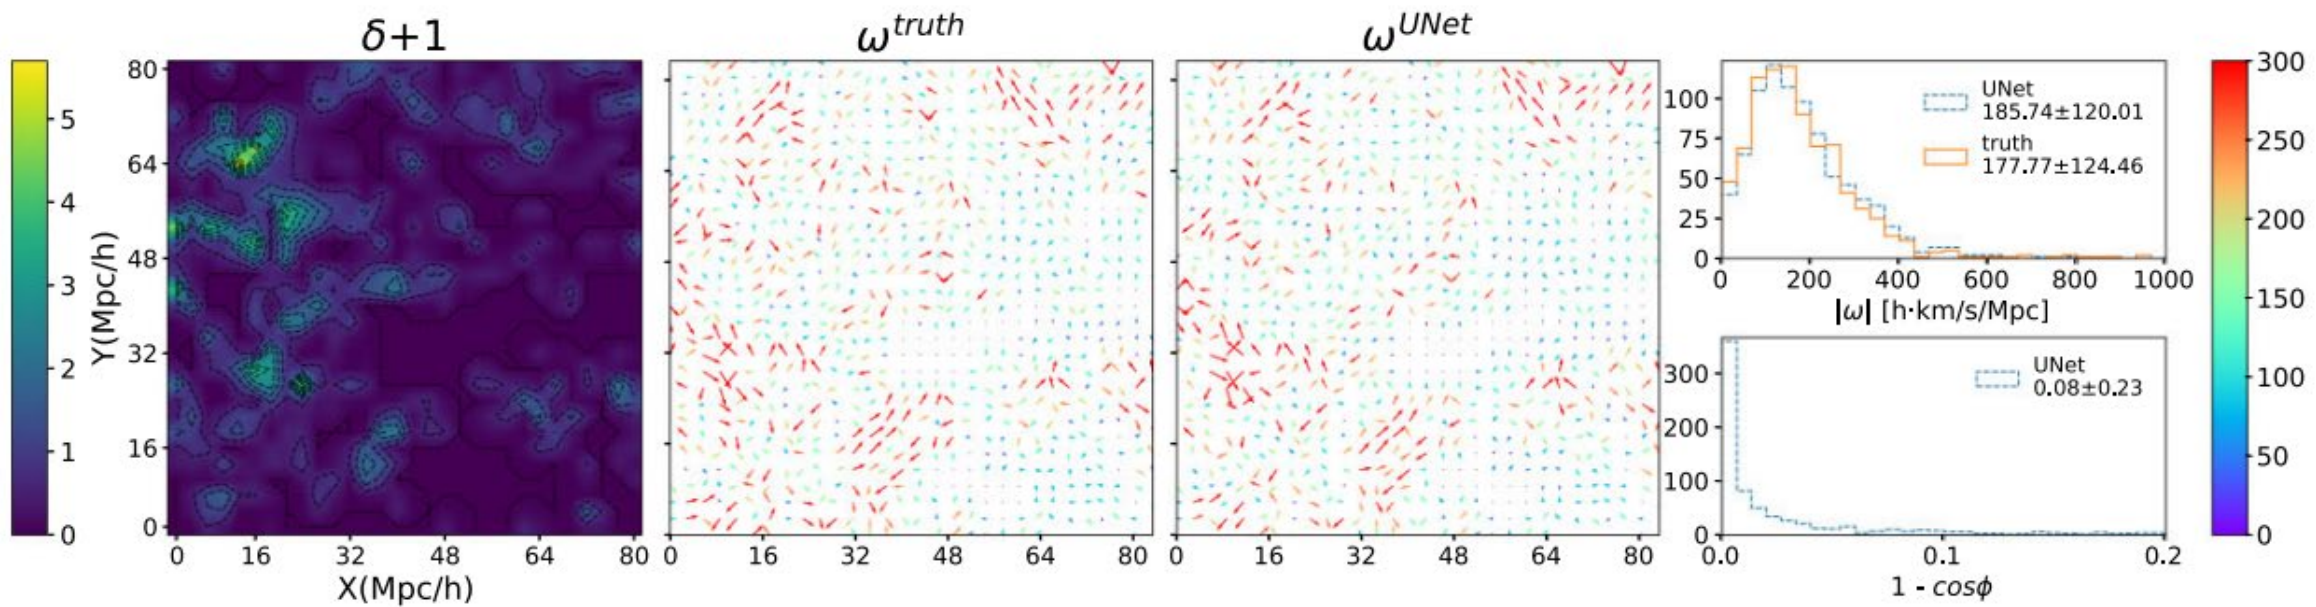 δ+1
ω^truth
ω^UNet
5
4
3
2
1
0
Y(Mpc/h)
80
64
48
32
16
0
0 16 32 48 64 80
X(Mpc/h)
0 16 32 48 64 80
0 16 32 48 64 80
100
75
50
25
0
UNet
185.74±120.01
truth
177.77±124.46
0 200 400 600 800 1000
|ω| [h·km/s/Mpc]
300
200
100
0
UNet
0.08±0.23
0.0 0.1 0.2
1 - cosϕ
300
250
200
150
100
50
0